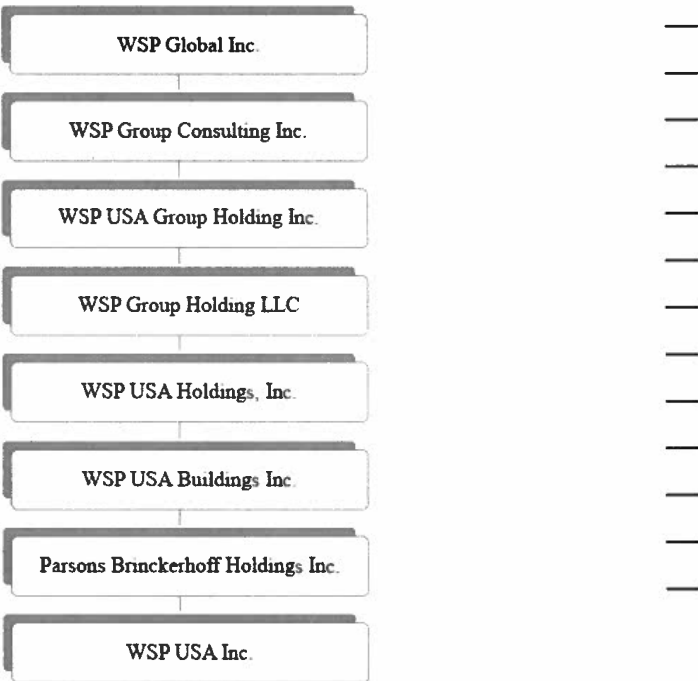 WSP Global Inc.
WSP Group Consulting Inc.
WSP USA Group Holding Inc.
WSP Group Holding LLC
WSP USA Holdings, Inc.
WSP USA Buildings Inc.
Parsons Brinckerhoff Holdings Inc.
WSP USA Inc.